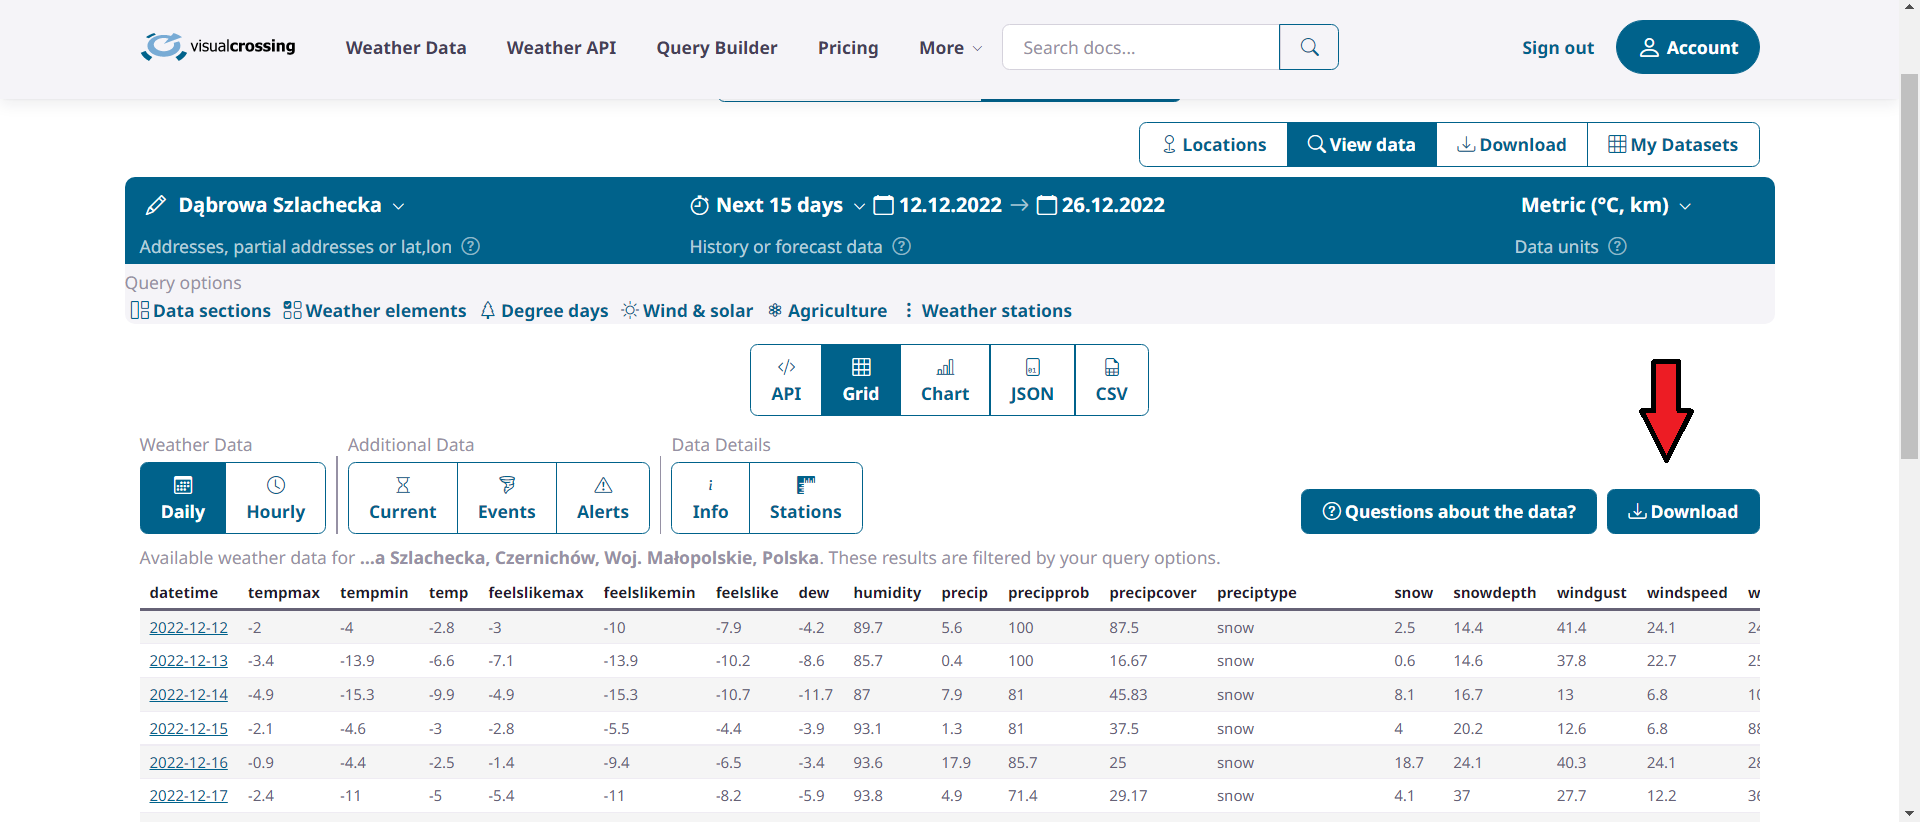 visualcrossing Weather Data Weather API Query Builder Pricing More Search docs... Sign out Account
Locations View data Download My Datasets
Dąbrowa Szlachecka Next 15 days 12.12.2022 → 26.12.2022 Metric (°C, km)
Addresses, partial addresses or lat,lon ? History or forecast data ? Data units ?
Query options
Data sections Weather elements Degree days Wind & solar Agriculture Weather stations
API Grid Chart JSON CSV
Weather Data Additional Data Data Details
Daily Hourly Current Events Alerts Info Stations Questions about the data? Download
Available weather data for ...a Szlachecka, Czernichów, Woj. Małopolskie, Polska. These results are filtered by your query options.
datetime tempmax tempmin temp feelslikemax feelslikemin feelslike dew humidity precip precipprob precipcover preciptype snow snowdepth windgust windspeed
2022-12-12 -2 -4 -2.8 -3 -10 -7.9 -4.2 89.7 5.6 100 87.5 snow 2.5 14.4 41.4 24.1
2022-12-13 -3.4 -13.9 -6.6 -7.1 -13.9 -10.2 -8.6 85.7 0.4 100 16.67 snow 0.6 14.6 37.8 22.7
2022-12-14 -4.9 -15.3 -9.9 -4.9 -15.3 -10.7 -11.7 87 7.9 81 45.83 snow 8.1 16.7 13 6.8
2022-12-15 -2.1 -4.6 -3 -2.8 -5.5 -4.4 -3.9 93.1 1.3 81 37.5 snow 4 20.2 12.6 6.8
2022-12-16 -0.9 -4.4 -2.5 -1.4 -9.4 -6.5 -3.4 93.6 17.9 85.7 25 snow 18.7 24.1 40.3 24.1
2022-12-17 -2.4 -11 -5 -5.4 -11 -8.2 -5.9 93.8 4.9 71.4 29.17 snow 4.1 37 27.7 12.2